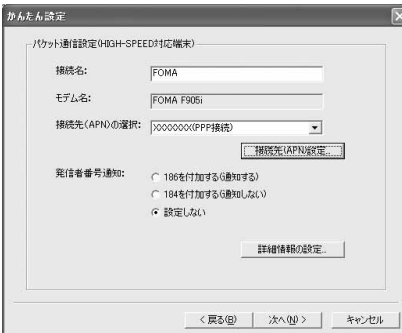 かんたん設定
パケット通信設定(HIGH-SPEED対応端末)
接続名: FOMA
モデム名: FOMA F905i
接続先(APN)の選択: XXXXXXX(PPP接続)
接続先(APN)設定...
発信者番号通知: 186を付加する(通知する)
184を付加する(通知しない)
設定しない
詳細情報の設定...
< 戻る(B) 次へ(N) > キャンセル